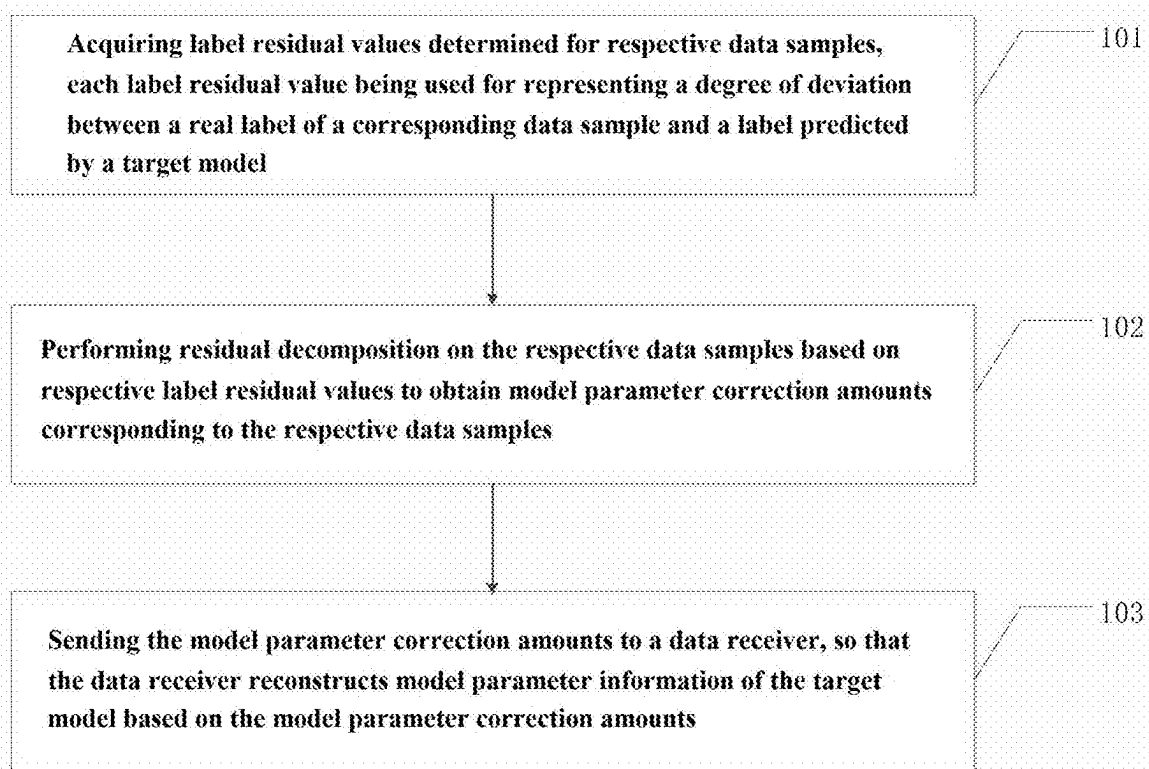 Acquiring label residual values determined for respective data samples,
each label residual value being used for representing a degree of deviation
between a real label of a corresponding data sample and a label predicted
by a target model
101
Performing residual decomposition on the respective data samples based on
respective label residual values to obtain model parameter correction amounts
corresponding to the respective data samples
102
Sending the model parameter correction amounts to a data receiver, so that
the data receiver reconstructs model parameter information of the target
model based on the model parameter correction amounts
103